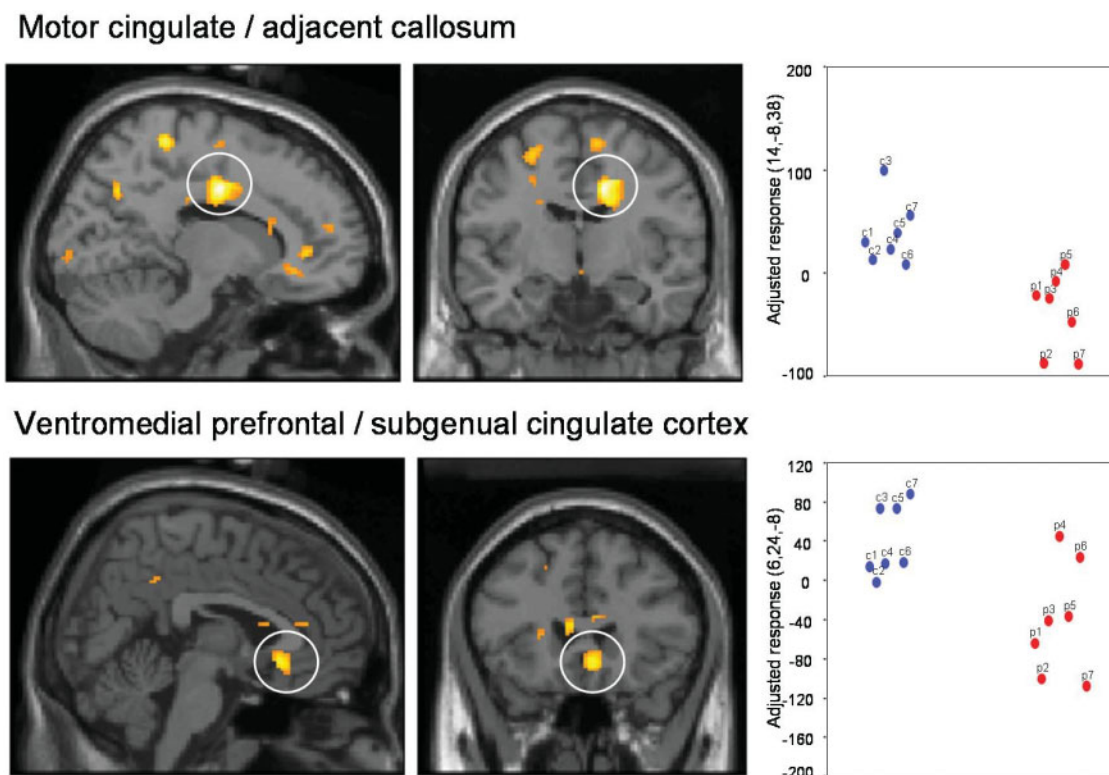 Motor cingulate / adjacent callosum
Adjusted response (14,-8,38)
200
100
0
-100
c3
c7
c5
c1
c4
c2
c6
p5
p4
p1
p3
p6
p2
p7
Ventromedial prefrontal / subgenual cingulate cortex
Adjusted response (6,24,-8)
120
80
40
0
-40
-80
-120
-160
-200
c7
c3
c5
c1
c4
c6
c2
p4
p6
p3
p5
p1
p2
p7